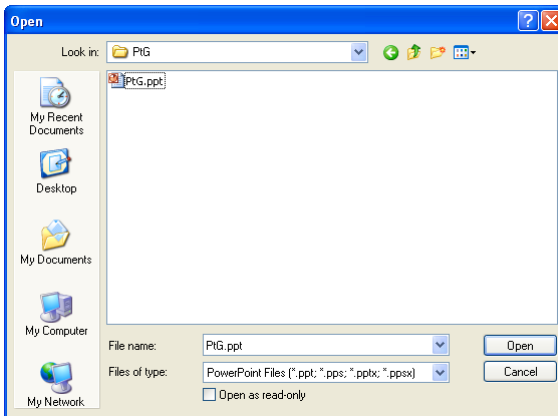 Open
Look in:
PtG
PtG.ppt
My Recent
Documents
Desktop
My Documents
My Computer
My Network
File name:
PtG.ppt
Open
Files of type:
PowerPoint Files (*.ppt; *.pps; *.pptx; *.ppsx)
Cancel
Open as read-only